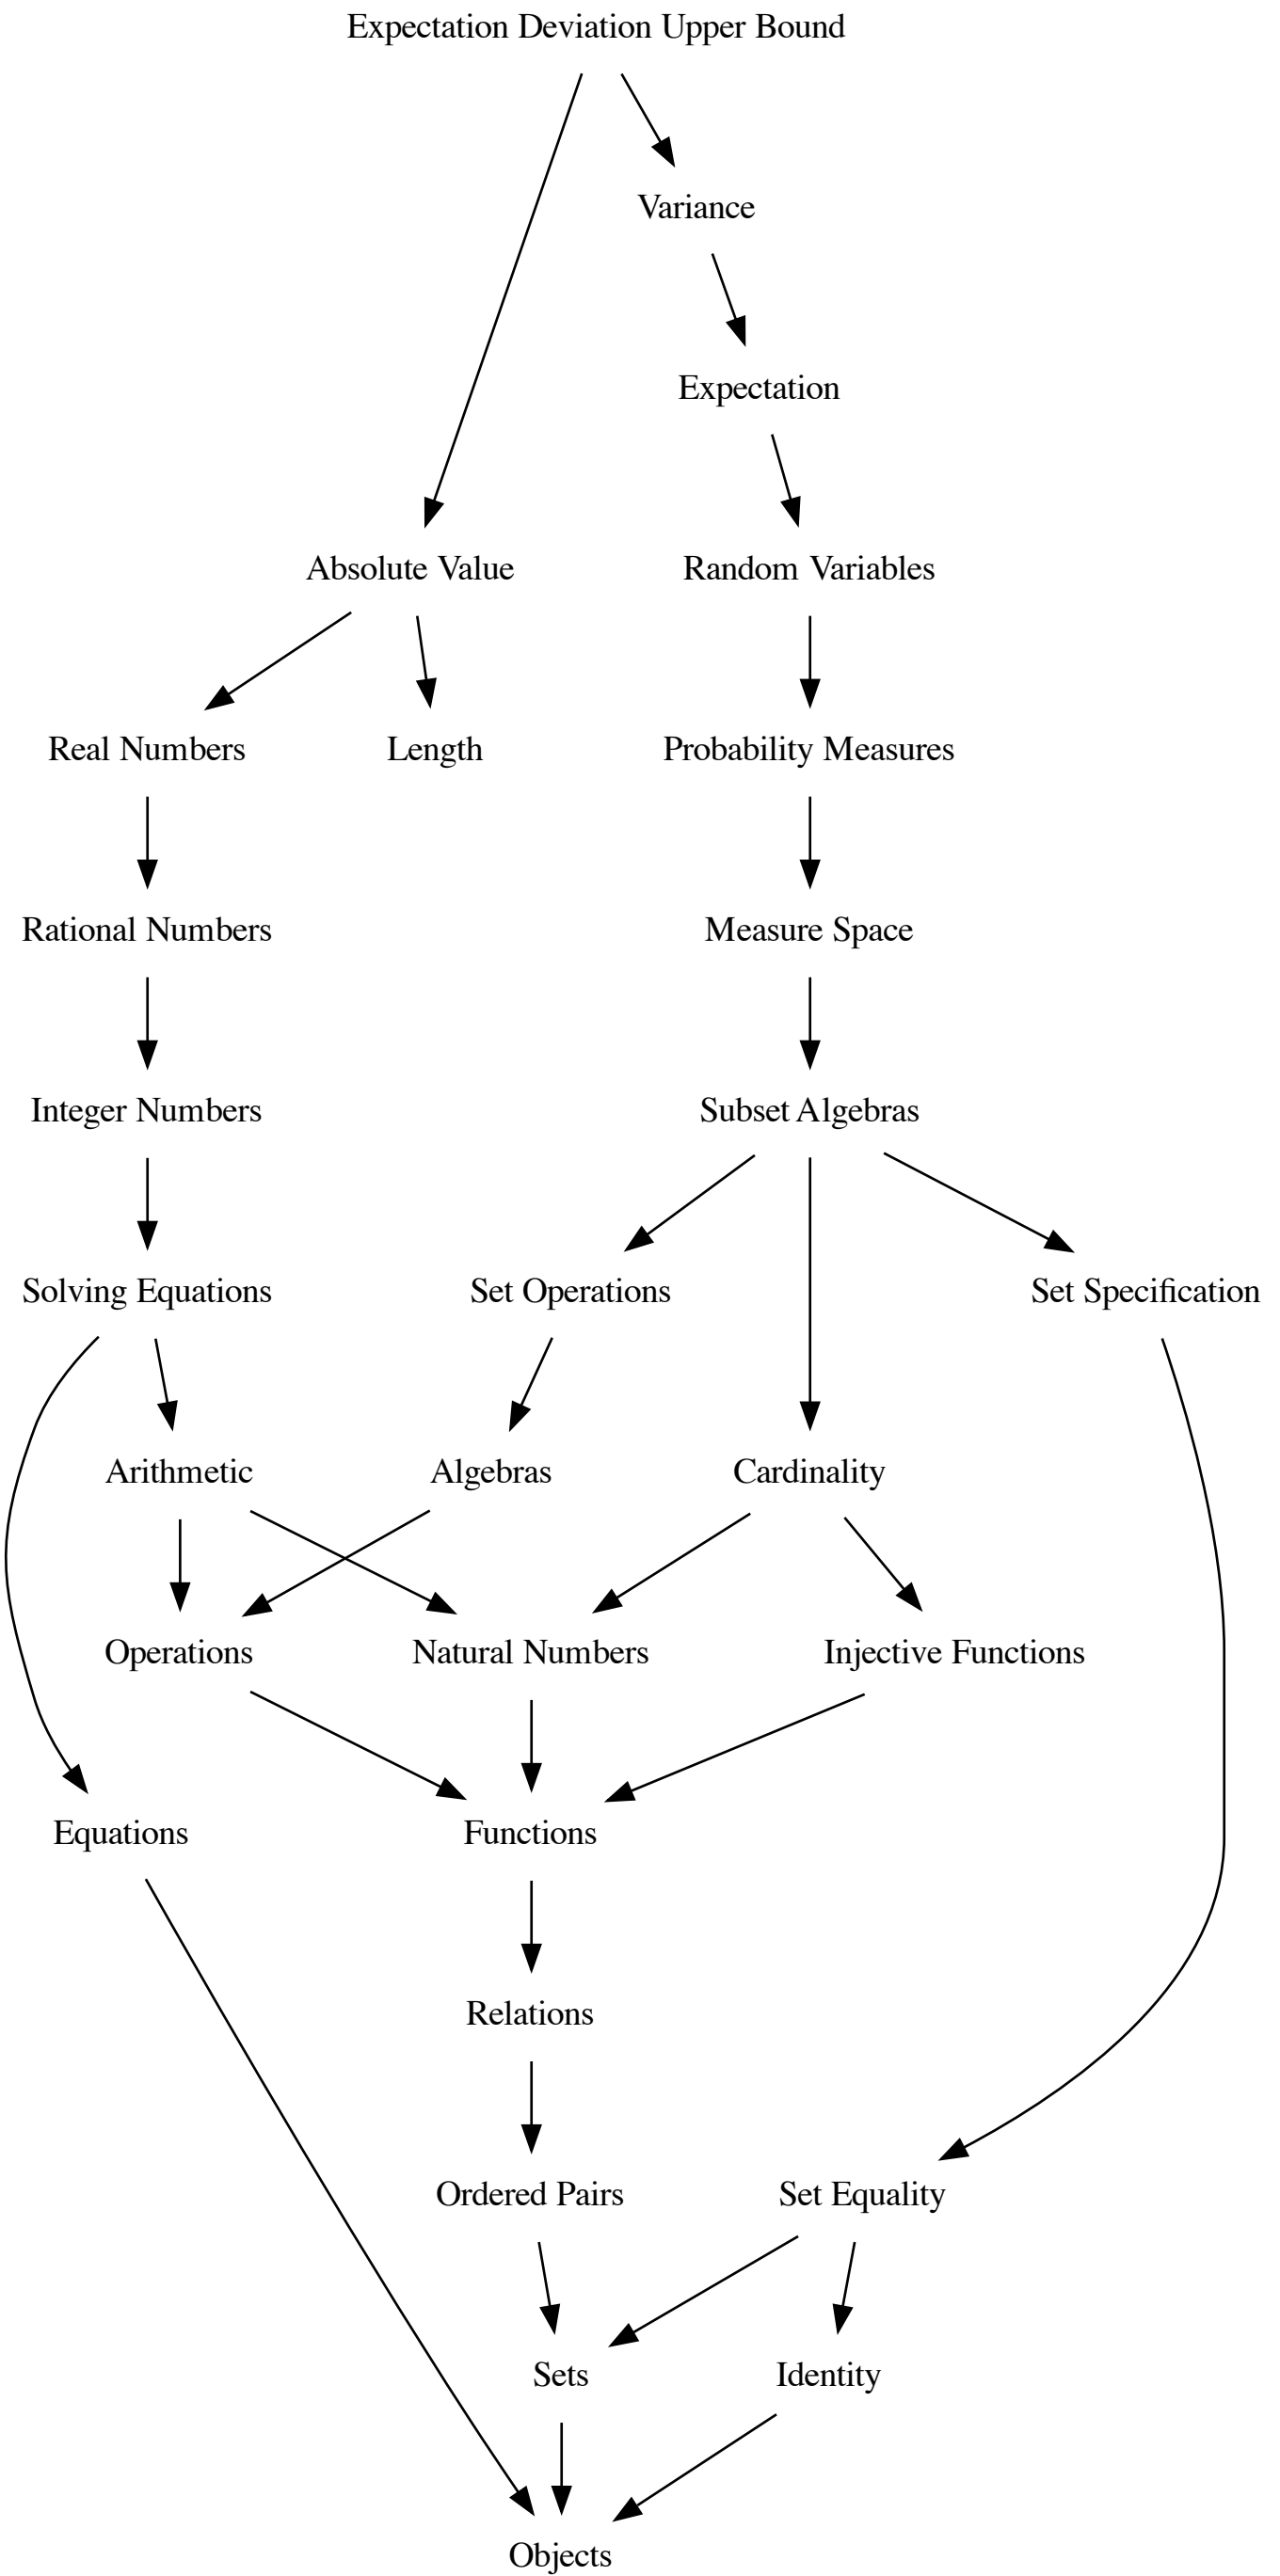 Expectation Deviation Upper Bound
Variance
Expectation
Absolute Value
Random Variables
Real Numbers
Length
Probability Measures
Rational Numbers
Measure Space
Integer Numbers
Subset Algebras
Solving Equations
Set Operations
Set Specification
Arithmetic
Algebras
Cardinality
Operations
Natural Numbers
Injective Functions
Equations
Functions
Relations
Ordered Pairs
Set Equality
Sets
Identity
Objects